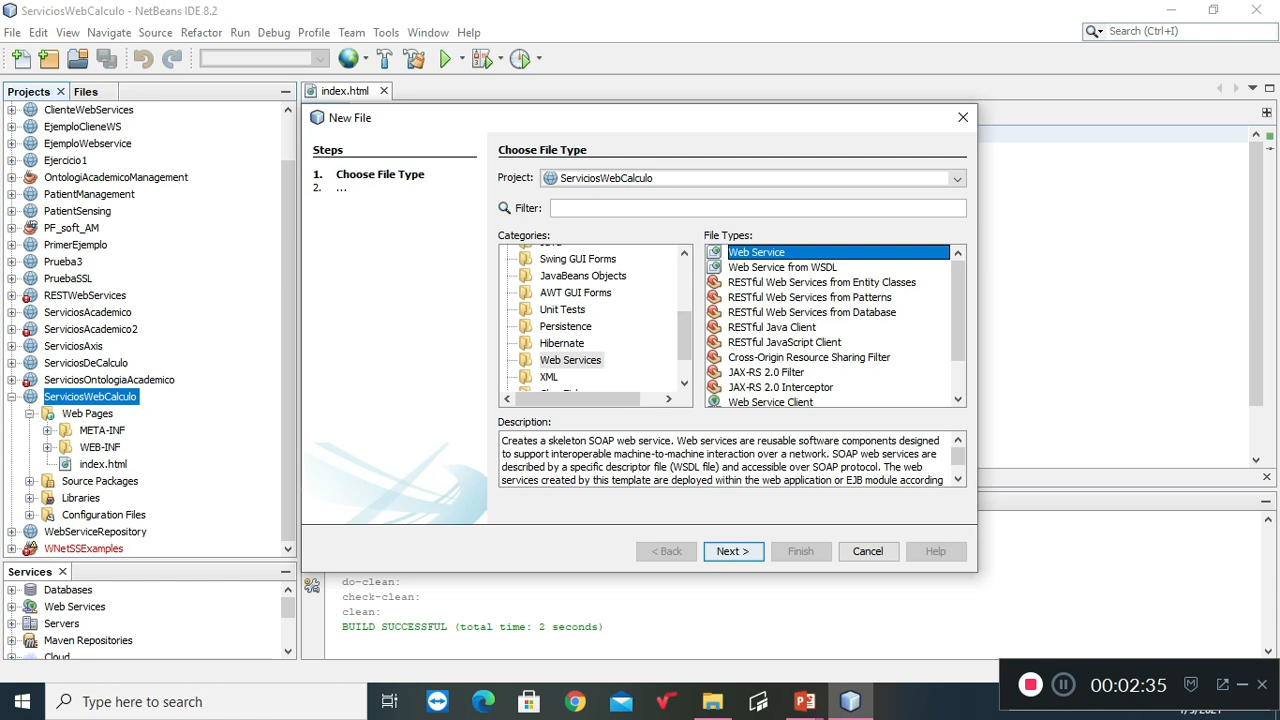 ServiciosWebCalculo - NetBeans IDE 8.2
File Edit View Navigate Source Refactor Run Debug Profile Team Tools Window Help
Search (Ctrl+I)
Projects Files
index.html
ClienteWebServices
EjemploClieneWS
EjemploWebservice
Ejercicio1
OntologiAcademicoManagement
PatientManagement
PatientSensing
PF_soft_AM
PrimerEjemplo
Prueba3
PruebaSSL
RESTWebServices
ServiciosAcademico
ServiciosAcademico2
ServiciosAxis
ServiciosDeCalculo
ServiciosOntologiaAcademico
ServiciosWebCalculo
Web Pages
META-INF
WEB-INF
index.html
Source Packages
Libraries
Configuration Files
WebServiceRepository
WNetSSExamples
Services
Databases
Web Services
Servers
Maven Repositories
Cloud
New File
Steps
1. Choose File Type
2. ...
Choose File Type
Project: ServiciosWebCalculo
Filter:
Categories:
Swing GUI Forms
JavaBeans Objects
AWT GUI Forms
Unit Tests
Persistence
Hibernate
Web Services
XML
File Types:
Web Service
Web Service from WSDL
RESTful Web Services from Entity Classes
RESTful Web Services from Patterns
RESTful Web Services from Database
RESTful Java Client
RESTful JavaScript Client
Cross-Origin Resource Sharing Filter
JAX-RS 2.0 Filter
JAX-RS 2.0 Interceptor
Web Service Client
Description:
Creates a skeleton SOAP web service. Web services are reusable software components designed
to support interoperable machine-to-machine interaction over a network. SOAP web services are
described by a specific descriptor file (WSDL file) and accessible over SOAP protocol. The web
services created by this template are deployed within the web application or EJB module according
< Back Next > Finish Cancel Help
do-clean:
check-clean:
clean:
BUILD SUCCESSFUL (total time: 2 seconds)
00:02:35
Type here to search